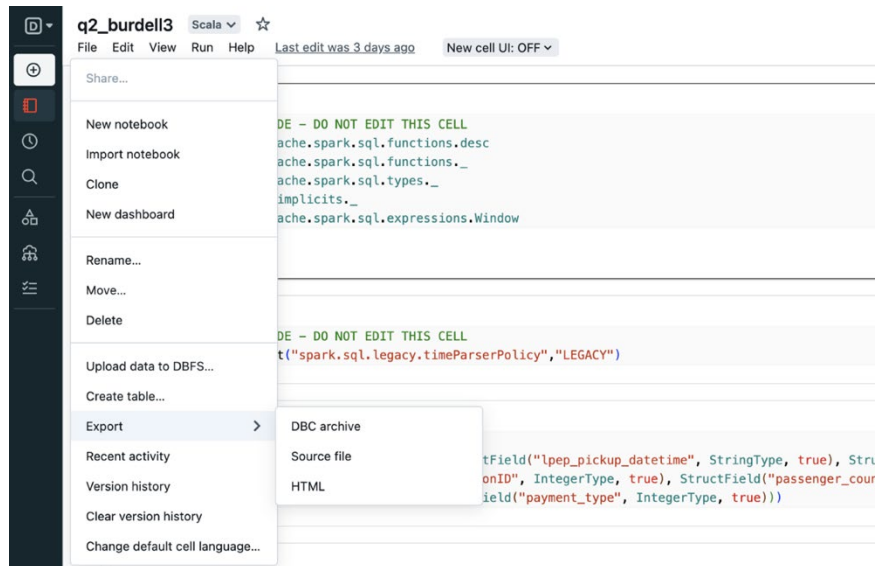 D
q2_burdell3 Scala
File Edit View Run Help Last edit was 3 days ago New cell UI: OFF
Share...
New notebook
Import notebook
Clone
New dashboard
Rename...
Move...
Delete
Upload data to DBFS...
Create table...
Export
Recent activity
Version history
Clear version history
Change default cell language...
DBC archive
Source file
HTML
DE – DO NOT EDIT THIS CELL
ache.spark.sql.functions.desc
ache.spark.sql.functions._
ache.spark.sql.types._
implicits._
ache.spark.sql.expressions.Window
DE – DO NOT EDIT THIS CELL
t("spark.sql.legacy.timeParserPolicy","LEGACY")
tField("lpep_pickup_datetime", StringType, true), Stru
onID", IntegerType, true), StructField("passenger_cour
ield("payment_type", IntegerType, true)))